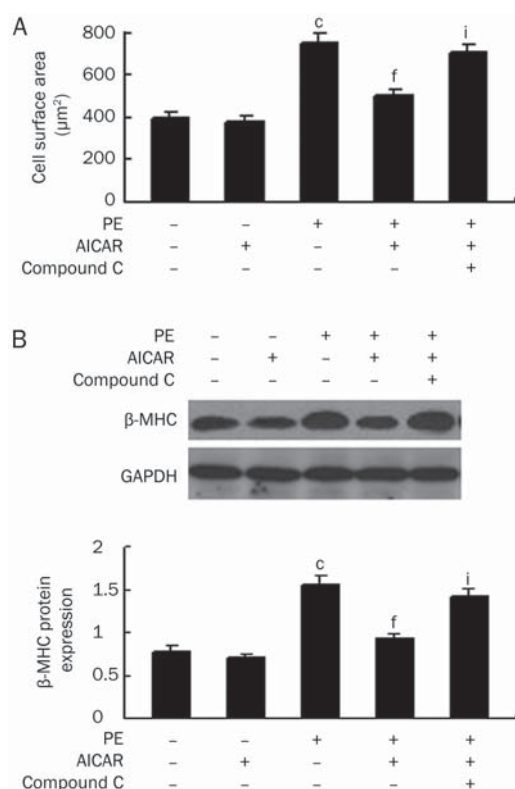 A
Cell surface area
(μm²)
800
600
400
200
0
c
f
i
PE – – + + +
AICAR – + – + +
Compound C – – – – +
B
PE – – + + +
AICAR – + – + +
Compound C – – – – +
β-MHC
GAPDH
β-MHC protein
expression
2
1.5
1
0.5
0
c
f
i
PE – – + + +
AICAR – + – + +
Compound C – – – – +